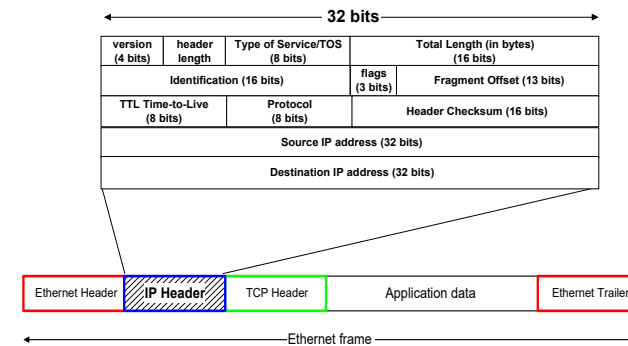 32 bits
version (4 bits)
header length
Type of Service/TOS (8 bits)
Total Length (in bytes) (16 bits)
Identification (16 bits)
flags (3 bits)
Fragment Offset (13 bits)
TTL Time-to-Live (8 bits)
Protocol (8 bits)
Header Checksum (16 bits)
Source IP address (32 bits)
Destination IP address (32 bits)
Ethernet Header
IP Header
TCP Header
Application data
Ethernet Trailer
Ethernet frame